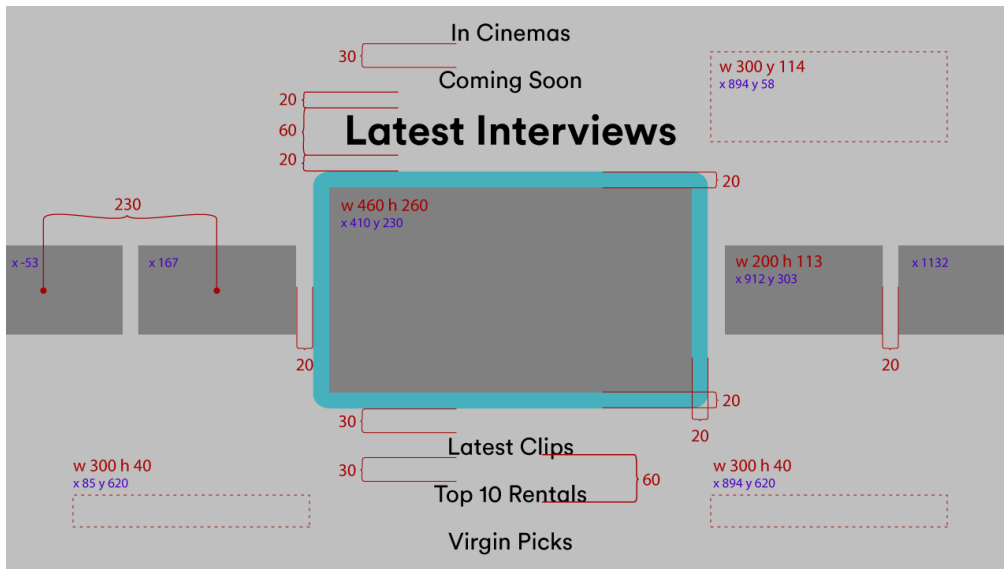 In Cinemas
30
Coming Soon
w 300 y 114
x 894 y 58
20
60
Latest Interviews
20
20
w 460 h 260
x 410 y 230
230
x -53
x 167
w 200 h 113
x 912 y 303
x 1132
20
20
20
30
20
Latest Clips
w 300 h 40
x 85 y 620
30
60
w 300 h 40
x 894 y 620
Top 10 Rentals
Virgin Picks